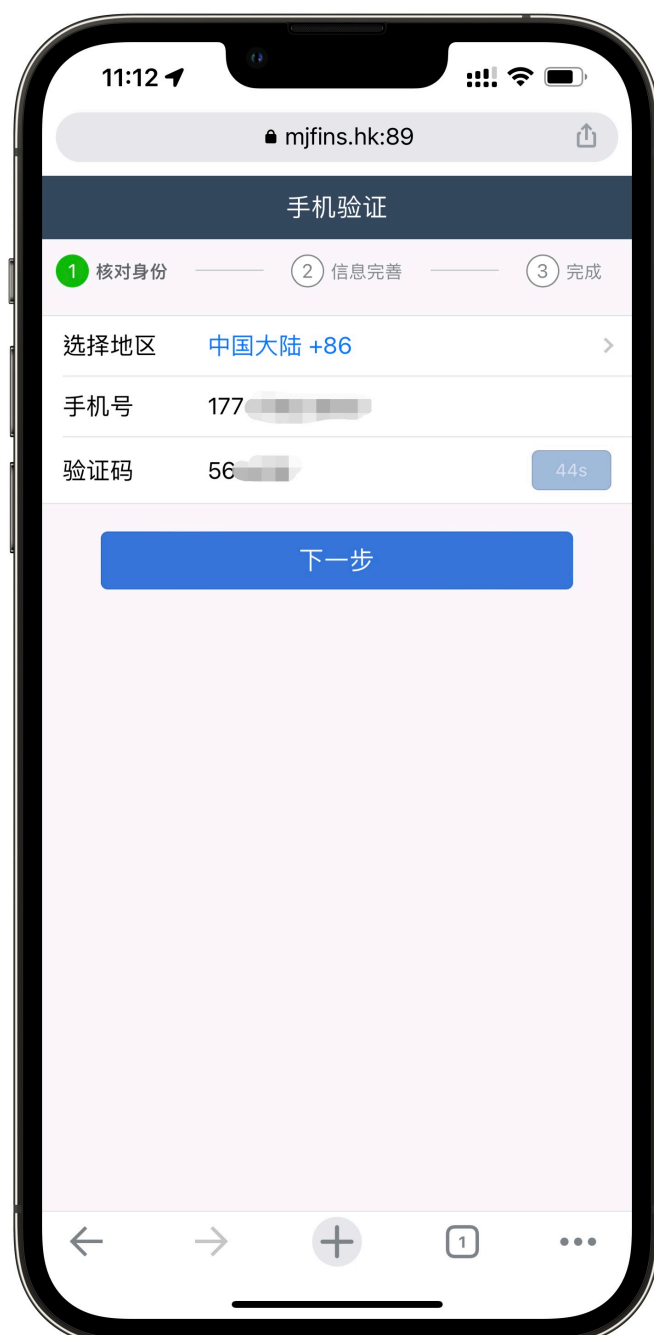 11:12
mjfins.hk:89
手机验证
1 核对身份 2 信息完善 3 完成
选择地区 中国大陆 +86
手机号 177
验证码 56 44s
下一步
1